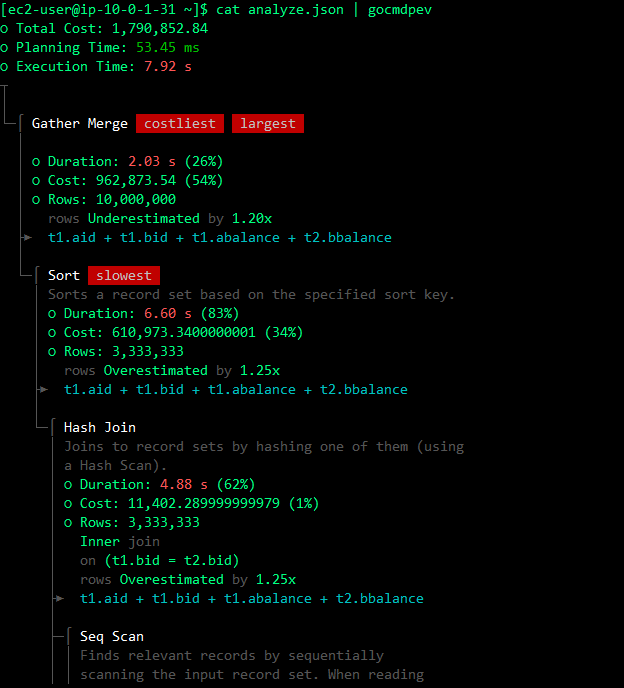 [ec2-user@ip-10-0-1-31 ~]$ cat analyze.json | gocmdpev
o Total Cost: 1,790,852.84
o Planning Time: 53.45 ms
o Execution Time: 7.92 s
Gather Merge costliest largest
o Duration: 2.03 s (26%)
o Cost: 962,873.54 (54%)
o Rows: 10,000,000
rows Underestimated by 1.20x
t1.aid + t1.bid + t1.abalance + t2.bbalance
Sort slowest
Sorts a record set based on the specified sort key.
o Duration: 6.60 s (83%)
o Cost: 610,973.3400000001 (34%)
o Rows: 3,333,333
rows Overestimated by 1.25x
t1.aid + t1.bid + t1.abalance + t2.bbalance
Hash Join
Joins to record sets by hashing one of them (using
a Hash Scan).
o Duration: 4.88 s (62%)
o Cost: 11,402.289999999979 (1%)
o Rows: 3,333,333
Inner join
on (t1.bid = t2.bid)
rows Overestimated by 1.25x
t1.aid + t1.bid + t1.abalance + t2.bbalance
Seq Scan
Finds relevant records by sequentially
scanning the input record set. When reading